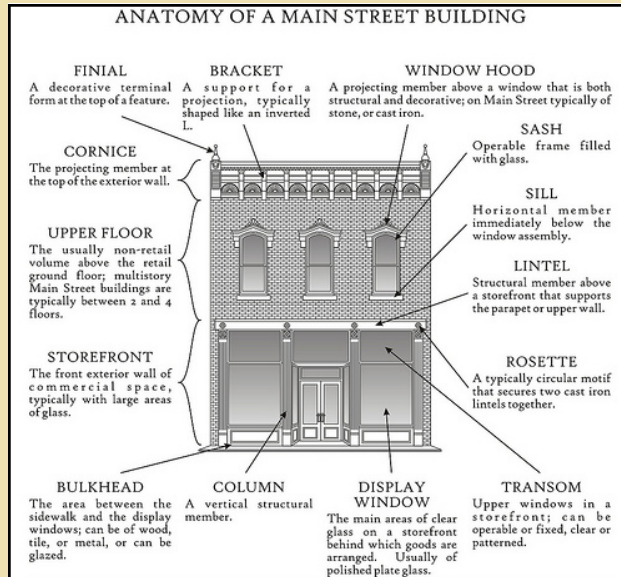 ANATOMY OF A MAIN STREET BUILDING
FINIAL
A decorative terminal
form at the top of a feature.
BRACKET
A support for a
projection, typically
shaped like an inverted
L.
WINDOW HOOD
A projecting member above a window that is both
structural and decorative; on Main Street typically of
stone, or cast iron.
SASH
Operable frame filled
with glass.
CORNICE
The projecting member at
the top of the exterior wall.
SILL
Horizontal member
immediately below the
window assembly.
UPPER FLOOR
The usually non-retail
volume above the retail
ground floor; multistory
Main Street buildings are
typically between 2 and 4
floors.
LINTEL
Structural member above
a storefront that supports
the parapet or upper wall.
STOREFRONT
The front exterior wall of
commercial space,
typically with large areas
of glass.
ROSETTE
A typically circular motif
that secures two cast iron
lintels together.
BULKHEAD
The area between the
sidewalk and the display
windows; can be of wood,
tile, or metal, or can be
glazed.
COLUMN
A vertical structural
member.
DISPLAY
WINDOW
The main areas of clear
glass on a storefront
behind which goods are
arranged. Usually of
polished plate glass.
TRANSOM
Upper windows in a
storefront; can be
operable or fixed, clear or
patterned.